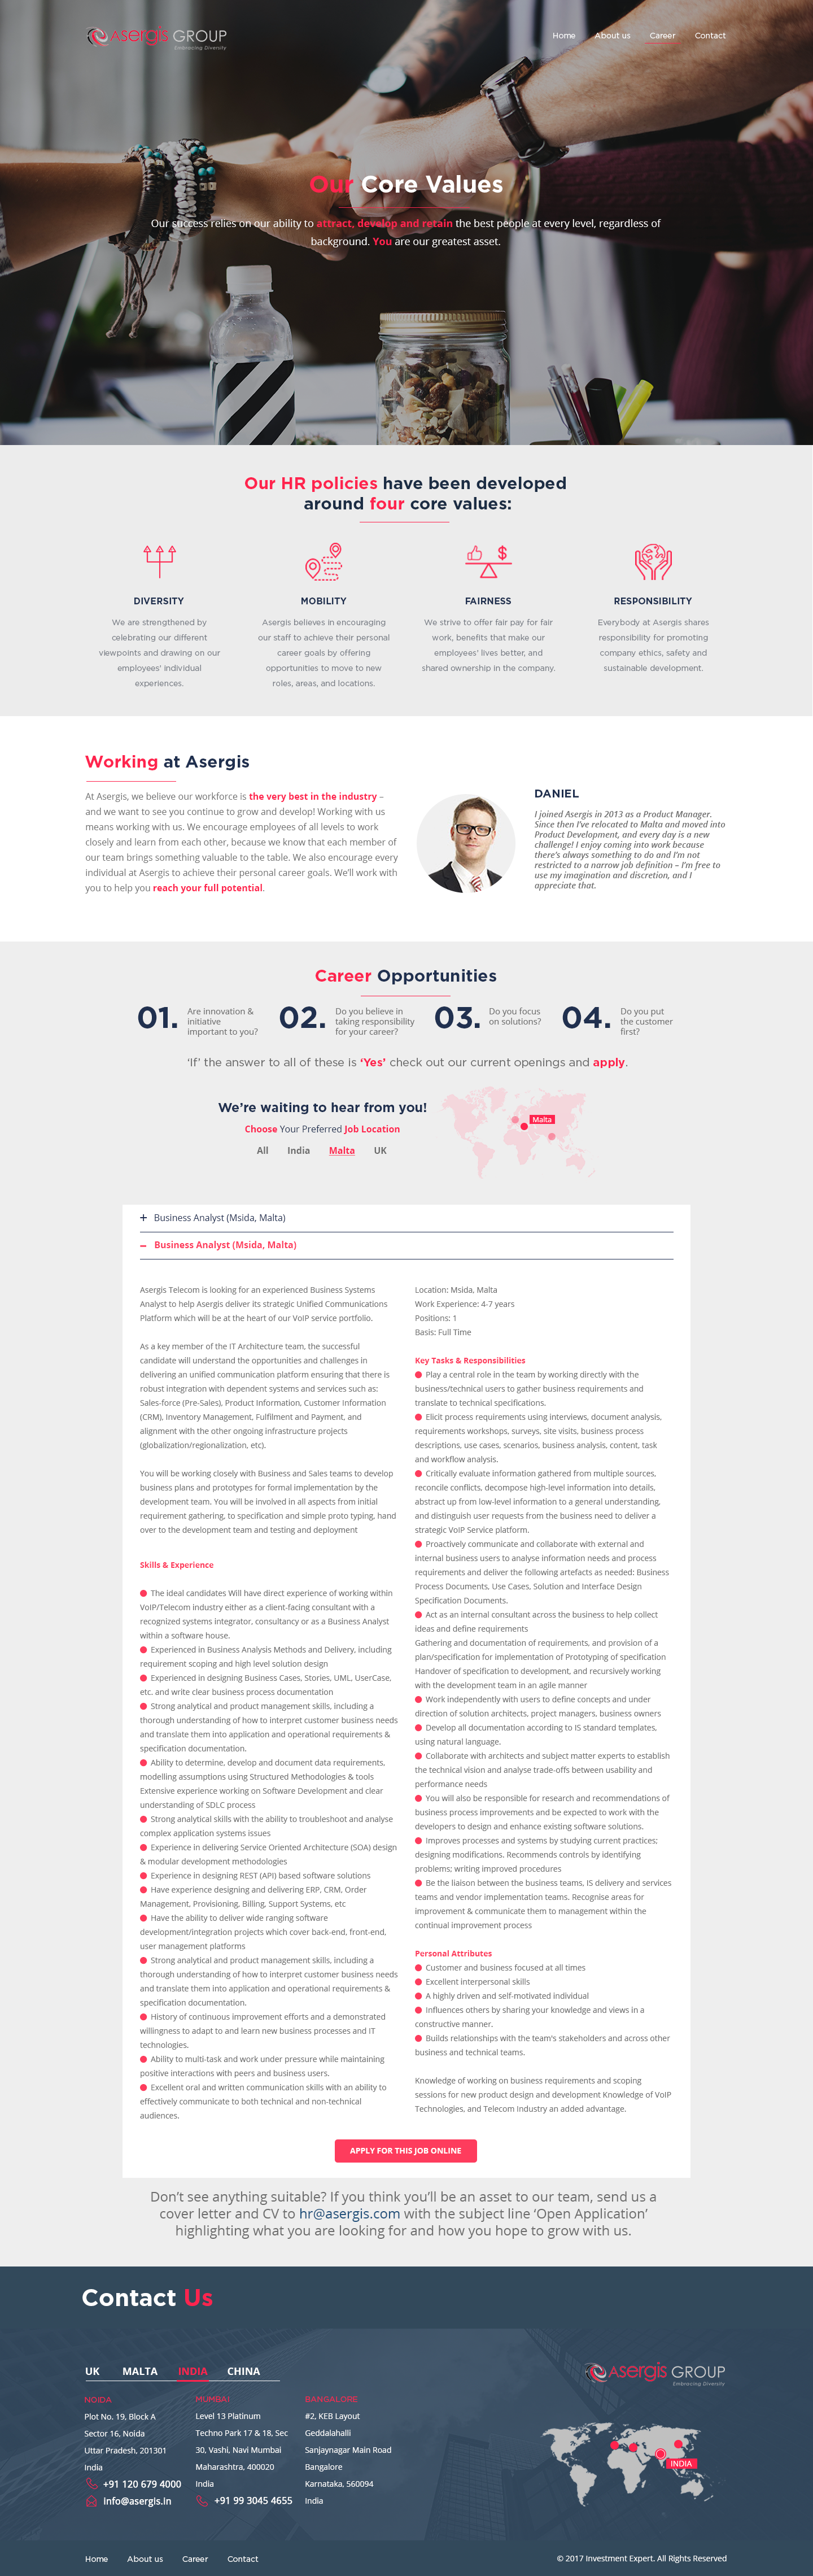 asergis GROUP
Embracing Diversity
Home About us Career Contact
Our Core Values
Our success relies on our ability to attract, develop and retain the best people at every level, regardless of
background. You are our greatest asset.
Our HR policies have been developed
around four core values:
DIVERSITY
We are strengthened by
celebrating our different
viewpoints and drawing on our
employees' individual
experiences.
MOBILITY
Asergis believes in encouraging
our staff to achieve their personal
career goals by offering
opportunities to move to new
roles, areas, and locations.
FAIRNESS
We strive to offer fair pay for fair
work, benefits that make our
employees' lives better, and
shared ownership in the company.
RESPONSIBILITY
Everybody at Asergis shares
responsibility for promoting
company ethics, safety and
sustainable development.
Working at Asergis
At Asergis, we believe our workforce is the very best in the industry –
and we want to see you continue to grow and develop! Working with us
means working with us. We encourage employees of all levels to work
closely and learn from each other, because we know that each member of
our team brings something valuable to the table. We also encourage every
individual at Asergis to achieve their personal career goals. We'll work with
you to help you reach your full potential.
DANIEL
I joined Asergis in 2013 as a Product Manager.
Since then I've relocated to Malta and moved into
Product Development, and every day is a new
challenge! I enjoy coming into work because
there's always something to do and I'm not
restricted to a narrow job definition – I'm free to
use my imagination and discretion, and I
appreciate that.
Career Opportunities
01. Are innovation &
initiative
important to you?
02. Do you believe in
taking responsibility
for your career?
03. Do you focus
on solutions?
04. Do you put
the customer
first?
'If' the answer to all of these is 'Yes' check out our current openings and apply.
We're waiting to hear from you!
Choose Your Preferred Job Location
All India Malta UK
Malta
+ Business Analyst (Msida, Malta)
– Business Analyst (Msida, Malta)
Asergis Telecom is looking for an experienced Business Systems
Analyst to help Asergis deliver its strategic Unified Communications
Platform which will be at the heart of our VoIP service portfolio.
As a key member of the IT Architecture team, the successful
candidate will understand the opportunities and challenges in
delivering an unified communication platform ensuring that there is
robust integration with dependent systems and services such as:
Sales-force (Pre-Sales), Product Information, Customer Information
(CRM), Inventory Management, Fulfilment and Payment, and
alignment with the other ongoing infrastructure projects
(globalization/regionalization, etc).
You will be working closely with Business and Sales teams to develop
business plans and prototypes for formal implementation by the
development team. You will be involved in all aspects from initial
requirement gathering, to specification and simple proto typing, hand
over to the development team and testing and deployment
Skills & Experience
The ideal candidates Will have direct experience of working within
VoIP/Telecom industry either as a client-facing consultant with a
recognized systems integrator, consultancy or as a Business Analyst
within a software house.
Experienced in Business Analysis Methods and Delivery, including
requirement scoping and high level solution design
Experienced in designing Business Cases, Stories, UML, UserCase,
etc. and write clear business process documentation
Strong analytical and product management skills, including a
thorough understanding of how to interpret customer business needs
and translate them into application and operational requirements &
specification documentation.
Ability to determine, develop and document data requirements,
modelling assumptions using Structured Methodologies & tools
Extensive experience working on Software Development and clear
understanding of SDLC process
Strong analytical skills with the ability to troubleshoot and analyse
complex application systems issues
Experience in delivering Service Oriented Architecture (SOA) design
& modular development methodologies
Experience in designing REST (API) based software solutions
Have experience designing and delivering ERP, CRM, Order
Management, Provisioning, Billing, Support Systems, etc
Have the ability to deliver wide ranging software
development/integration projects which cover back-end, front-end,
user management platforms
Strong analytical and product management skills, including a
thorough understanding of how to interpret customer business needs
and translate them into application and operational requirements &
specification documentation.
History of continuous improvement efforts and a demonstrated
willingness to adapt to and learn new business processes and IT
technologies.
Ability to multi-task and work under pressure while maintaining
positive interactions with peers and business users.
Excellent oral and written communication skills with an ability to
effectively communicate to both technical and non-technical
audiences.
Location: Msida, Malta
Work Experience: 4-7 years
Positions: 1
Basis: Full Time
Key Tasks & Responsibilities
Play a central role in the team by working directly with the
business/technical users to gather business requirements and
translate to technical specifications.
Elicit process requirements using interviews, document analysis,
requirements workshops, surveys, site visits, business process
descriptions, use cases, scenarios, business analysis, content, task
and workflow analysis.
Critically evaluate information gathered from multiple sources,
reconcile conflicts, decompose high-level information into details,
abstract up from low-level information to a general understanding,
and distinguish user requests from the business need to deliver a
strategic VoIP Service platform.
Proactively communicate and collaborate with external and
internal business users to analyse information needs and process
requirements and deliver the following artefacts as needed: Business
Process Documents, Use Cases, Solution and Interface Design
Specification Documents.
Act as an internal consultant across the business to help collect
ideas and define requirements
Gathering and documentation of requirements, and provision of a
plan/specification for implementation of Prototyping of specification
Handover of specification to development, and recursively working
with the development team in an agile manner
Work independently with users to define concepts and under
direction of solution architects, project managers, business owners
Develop all documentation according to IS standard templates,
using natural language.
Collaborate with architects and subject matter experts to establish
the technical vision and analyse trade-offs between usability and
performance needs
You will also be responsible for research and recommendations of
business process improvements and be expected to work with the
developers to design and enhance existing software solutions.
Improves processes and systems by studying current practices;
designing modifications. Recommends controls by identifying
problems; writing improved procedures
Be the liaison between the business teams, IS delivery and services
teams and vendor implementation teams. Recognise areas for
improvement & communicate them to management within the
continual improvement process
Personal Attributes
Customer and business focused at all times
Excellent interpersonal skills
A highly driven and self-motivated individual
Influences others by sharing your knowledge and views in a
constructive manner.
Builds relationships with the team's stakeholders and across other
business and technical teams.
Knowledge of working on business requirements and scoping
sessions for new product design and development Knowledge of VoIP
Technologies, and Telecom Industry an added advantage.
APPLY FOR THIS JOB ONLINE
Don't see anything suitable? If you think you'll be an asset to our team, send us a
cover letter and CV to hr@asergis.com with the subject line 'Open Application'
highlighting what you are looking for and how you hope to grow with us.
Contact Us
UK MALTA INDIA CHINA
NOIDA
Plot No. 19, Block A
Sector 16, Noida
Uttar Pradesh, 201301
India
+91 120 679 4000
info@asergis.in
MUMBAI
Level 13 Platinum
Techno Park 17 & 18, Sec
30, Vashi, Navi Mumbai
Maharashtra, 400020
India
+91 99 3045 4655
BANGALORE
#2, KEB Layout
Geddalahalli
Sanjaynagar Main Road
Bangalore
Karnataka, 560094
India
asergis GROUP
Embracing Diversity
INDIA
Home About us Career Contact
© 2017 Investment Expert. All Rights Reserved